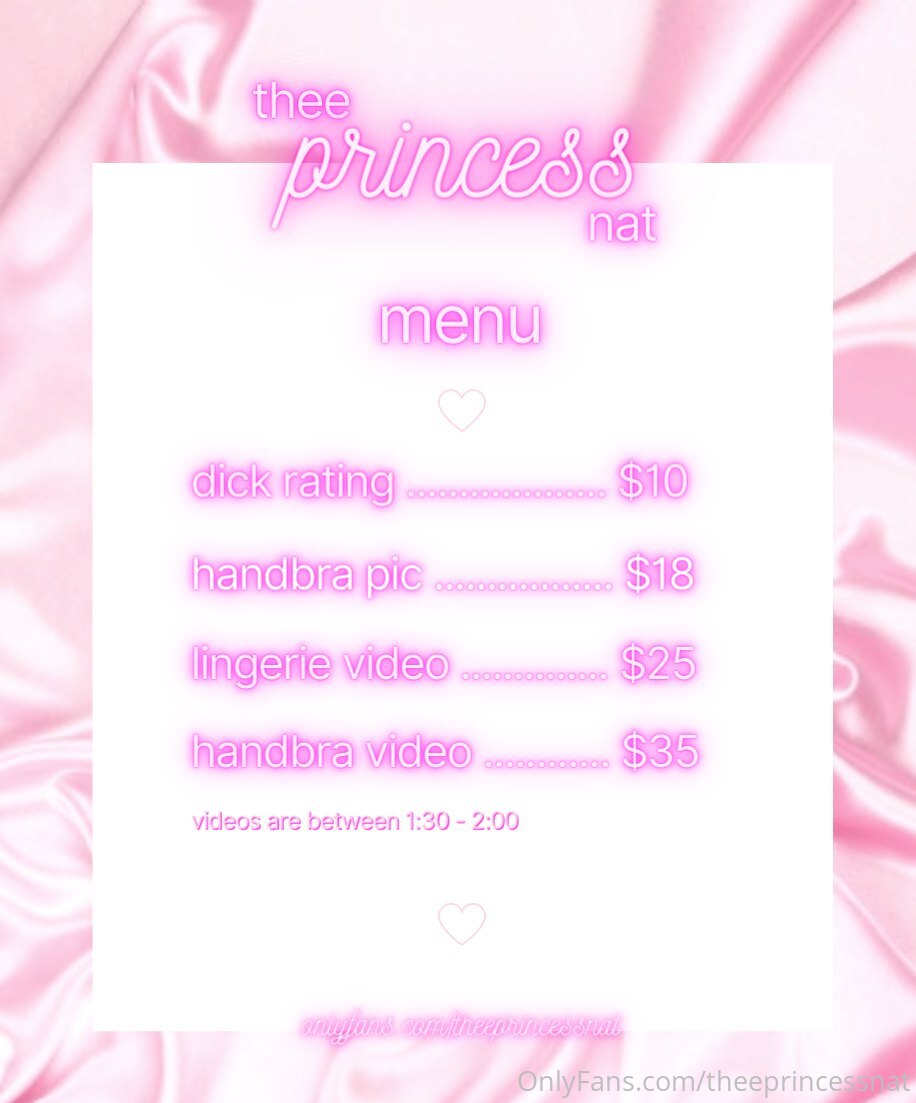 thee
princess
nat
menu
dick rating ................... $10
handbra pic ................. $18
lingerie video .............. $25
handbra video ............ $35
videos are between 1:30 - 2:00
onlyfans.com/theeprincessnat
OnlyFans.com/theeprincessnat